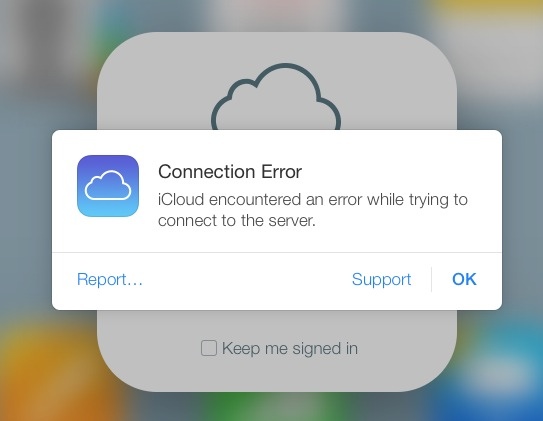 Connection Error
iCloud encountered an error while trying to
connect to the server.
Report…
Support
OK
Keep me signed in